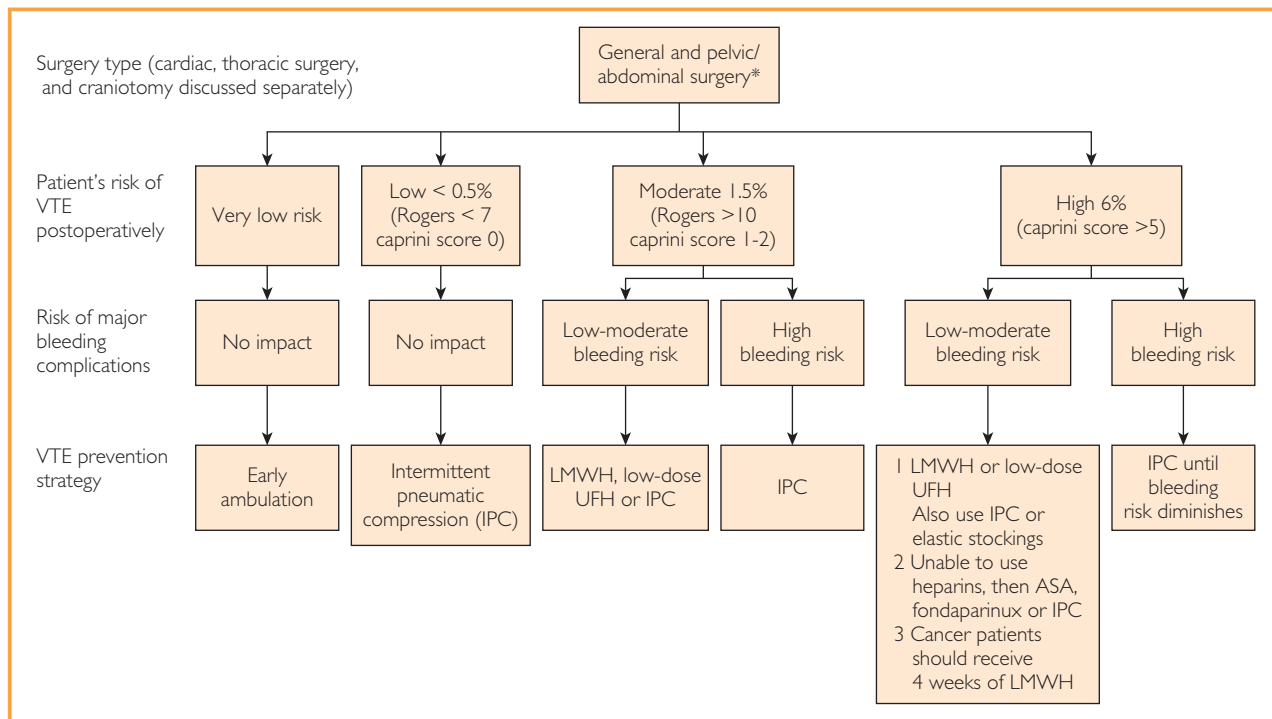 General and pelvic/
abdominal surgery*
Surgery type (cardiac, thoracic surgery,
and craniotomy discussed separately)
Patient's risk of
VTE
postoperatively
Very low risk
Low < 0.5%
(Rogers < 7
caprini score 0)
Moderate 1.5%
(Rogers >10
caprini score 1-2)
High 6%
(caprini score >5)
Risk of major
bleeding
complications
No impact
No impact
Low-moderate
bleeding risk
High
bleeding risk
Low-moderate
bleeding risk
High
bleeding risk
VTE prevention
strategy
Early
ambulation
Intermittent
pneumatic
compression (IPC)
LMWH, low-dose
UFH or IPC
IPC
1 LMWH or low-dose
UFH
Also use IPC or
elastic stockings
2 Unable to use
heparins, then ASA,
fondaparinux or IPC
3 Cancer patients
should receive
4 weeks of LMWH
IPC until
bleeding
risk diminishes